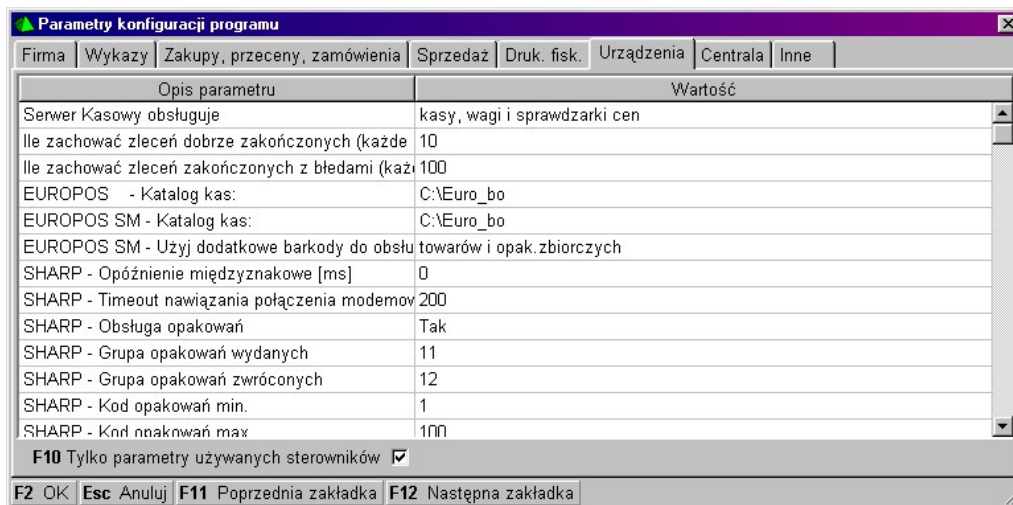 Parametry konfiguracji programu
Firma Wykazy Zakupy, przeceny, zamówienia Sprzedaż Druk. fisk. Urządzenia Centrala Inne
Opis parametru Wartość
Serwer Kasowy obsługuje kasy, wagi i sprawdzarki cen
Ile zachować zleceń dobrze zakończonych (każde 10
Ile zachować zleceń zakończonych z błedami (każ 100
EUROPOS - Katalog kas: C:\Euro_bo
EUROPOS SM - Katalog kas: C:\Euro_bo
EUROPOS SM - Użyj dodatkowe barkody do obsłu towarów i opak.zbiorczych
SHARP - Opóźnienie międzyznakowe [ms] 0
SHARP - Timeout nawiązania połączenia modemov 200
SHARP - Obsługa opakowań Tak
SHARP - Grupa opakowań wydanych 11
SHARP - Grupa opakowań zwróconych 12
SHARP - Kod opakowań min. 1
SHARP - Kod opakowań max 100
F10 Tylko parametry używanych sterowników
F2 OK Esc Anuluj F11 Poprzednia zakładka F12 Następna zakładka